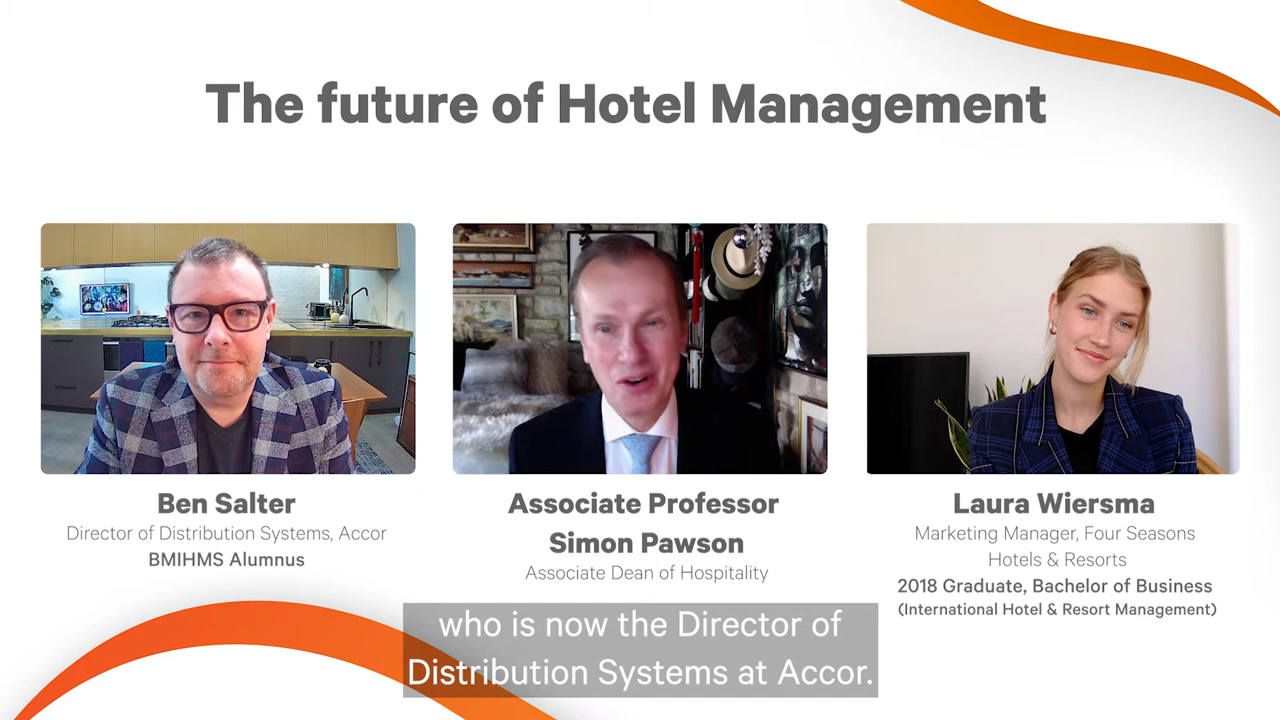 The future of Hotel Management
Ben Salter
Director of Distribution Systems, Accor
BMIHMS Alumnus
Associate Professor
Simon Pawson
Associate Dean of Hospitality
Laura Wiersma
Marketing Manager, Four Seasons
Hotels & Resorts
2018 Graduate, Bachelor of Business
(International Hotel & Resort Management)
who is now the Director of
Distribution Systems at Accor.